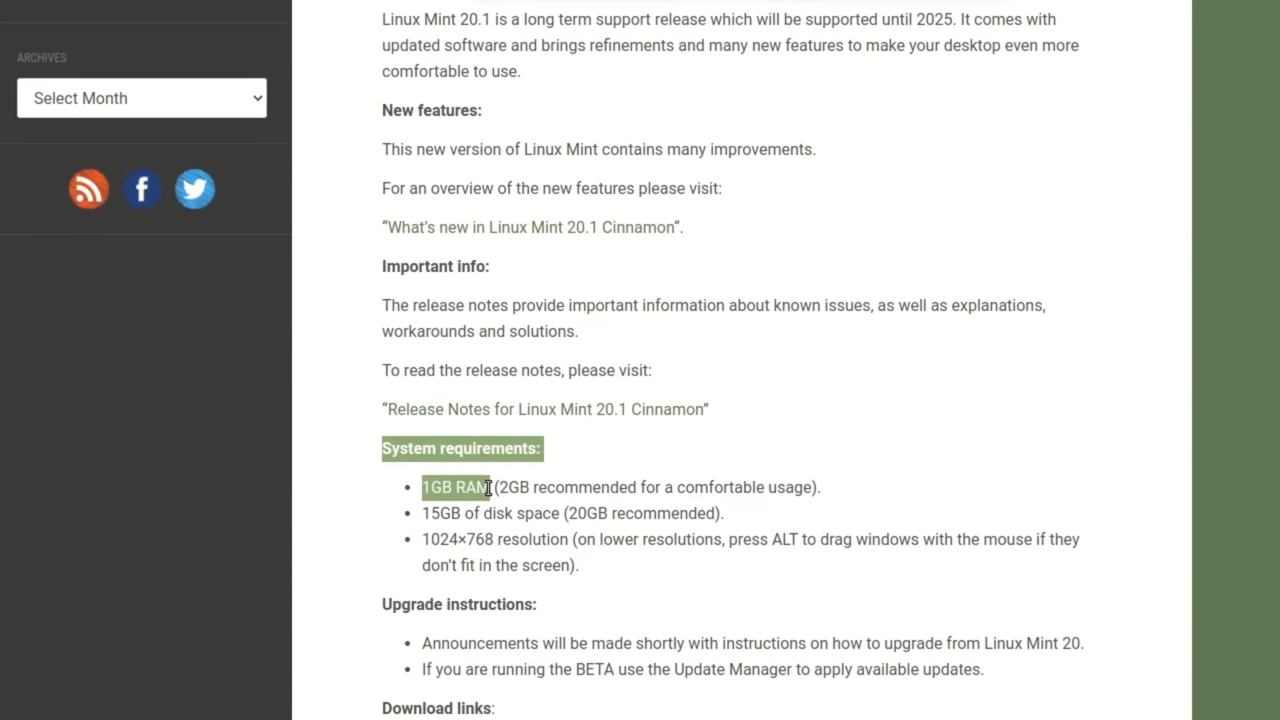 Linux Mint 20.1 is a long term support release which will be supported until 2025. It comes with
updated software and brings refinements and many new features to make your desktop even more
comfortable to use.
ARCHIVES
Select Month
New features:
This new version of Linux Mint contains many improvements.
For an overview of the new features please visit:
“What’s new in Linux Mint 20.1 Cinnamon“.
Important info:
The release notes provide important information about known issues, as well as explanations,
workarounds and solutions.
To read the release notes, please visit:
“Release Notes for Linux Mint 20.1 Cinnamon”
System requirements:
• 1GB RAM (2GB recommended for a comfortable usage).
• 15GB of disk space (20GB recommended).
• 1024×768 resolution (on lower resolutions, press ALT to drag windows with the mouse if they
don’t fit in the screen).
Upgrade instructions:
• Announcements will be made shortly with instructions on how to upgrade from Linux Mint 20.
• If you are running the BETA use the Update Manager to apply available updates.
Download links: